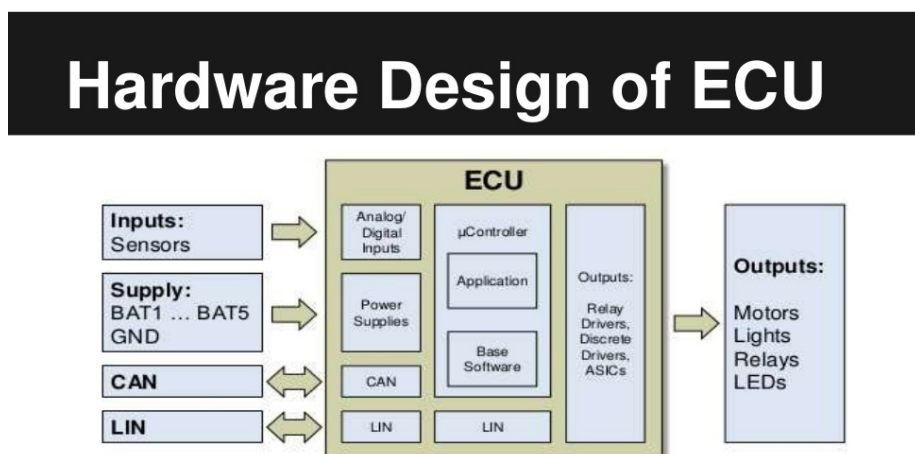 Hardware Design of ECU
ECU
Inputs:
Sensors
Supply:
BAT1 ... BAT5
GND
CAN
LIN
Analog/
Digital
Inputs
Power
Supplies
CAN
LIN
µController
Application
Base
Software
LIN
Outputs:
Relay
Drivers,
Discrete
Drivers,
ASICs
Outputs:
Motors
Lights
Relays
LEDs